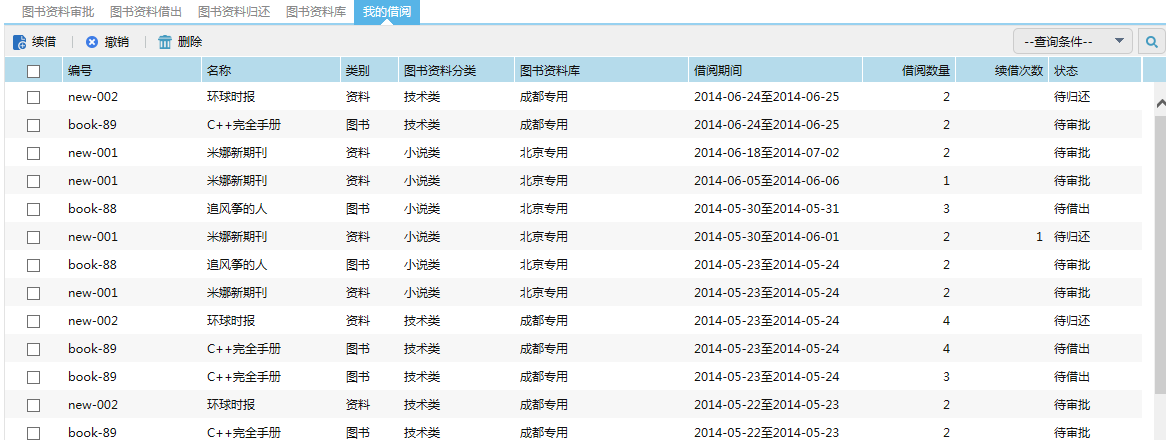 图书资料审批 图书资料借出 图书资料归还 图书资料库 我的借阅
续借 撤销 删除 --查询条件--
编号 名称 类别 图书资料分类 图书资料库 借阅期间 借阅数量 续借次数 状态
new-002 环球时报 资料 技术类 成都专用 2014-06-24至2014-06-25 2 待归还
book-89 C++完全手册 图书 技术类 成都专用 2014-06-24至2014-06-25 2 待审批
new-001 米娜新期刊 资料 小说类 北京专用 2014-06-18至2014-07-02 2 待审批
new-001 米娜新期刊 资料 小说类 北京专用 2014-06-05至2014-06-06 1 待审批
book-88 追风筝的人 图书 小说类 北京专用 2014-05-30至2014-05-31 3 待借出
new-001 米娜新期刊 资料 小说类 北京专用 2014-05-30至2014-06-01 2 1 待归还
book-88 追风筝的人 图书 小说类 北京专用 2014-05-23至2014-05-24 2 待审批
new-001 米娜新期刊 资料 小说类 北京专用 2014-05-23至2014-05-24 2 待审批
new-002 环球时报 资料 技术类 成都专用 2014-05-23至2014-05-24 4 待归还
book-89 C++完全手册 图书 技术类 成都专用 2014-05-23至2014-05-24 4 待借出
book-89 C++完全手册 图书 技术类 成都专用 2014-05-23至2014-05-24 3 待借出
new-002 环球时报 资料 技术类 成都专用 2014-05-22至2014-05-23 2 待审批
book-89 C++完全手册 图书 技术类 成都专用 2014-05-22至2014-05-23 2 待审批